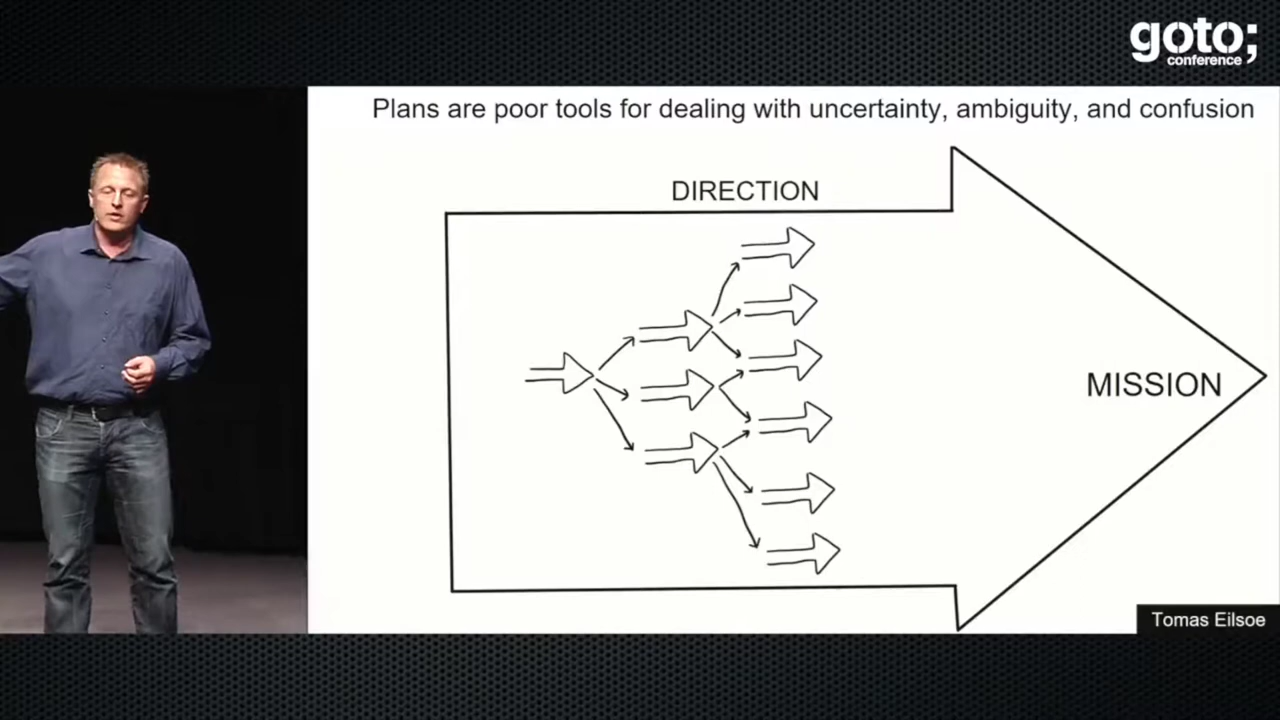 goto;
conference
Plans are poor tools for dealing with uncertainty, ambiguity, and confusion
DIRECTION
MISSION
Tomas Eilsoe